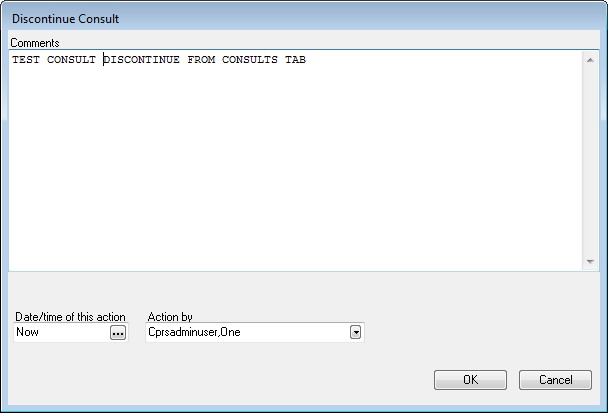 Discontinue Consult
Comments
TEST CONSULT DISCONTINUE FROM CONSULTS TAB
Date/time of this action
Action by
Now ...
Cprsadminuser,One
OK
Cancel